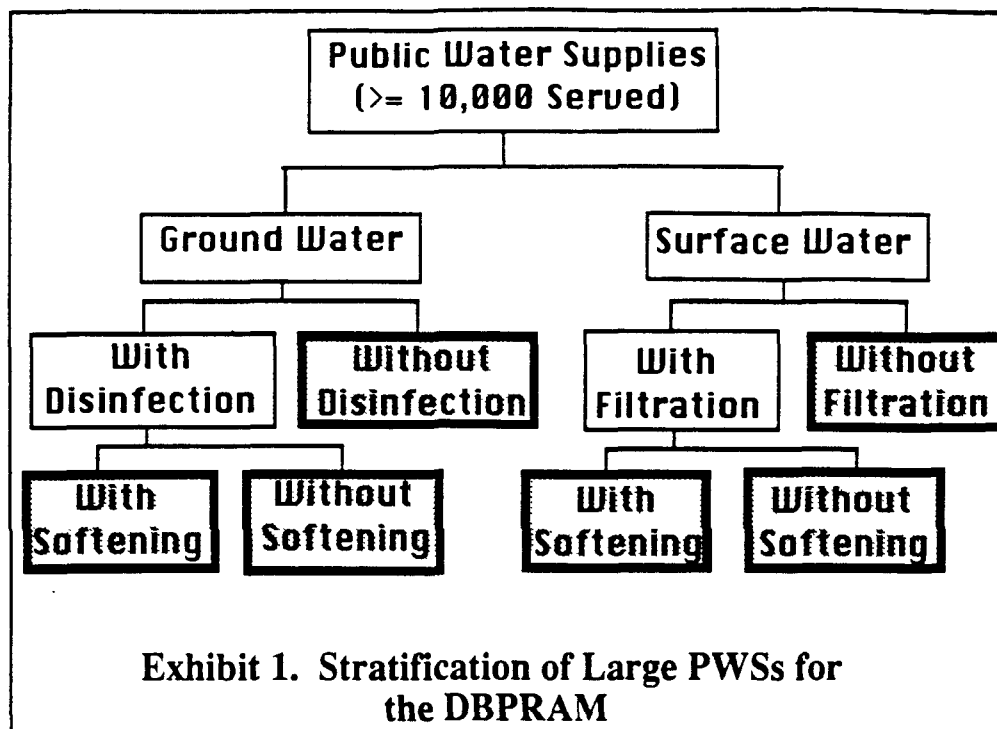 Public Water Supplies
(>= 10,000 Served)
Ground Water
Surface Water
With
Disinfection
Without
Disinfection
With
Filtration
Without
Filtration
With
Softening
Without
Softening
With
Softening
Without
Softening
Exhibit 1. Stratification of Large PWSs for
the DBPRAM